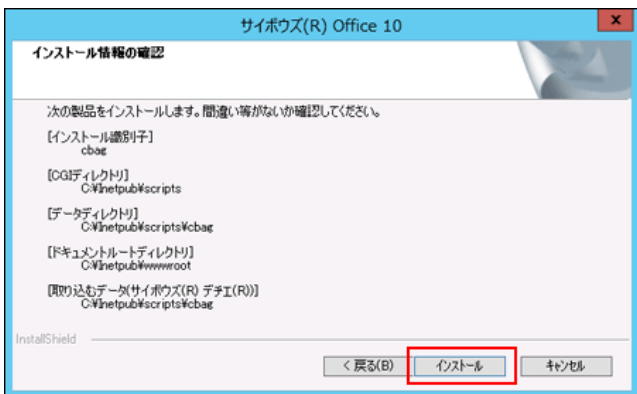 サイボウズ(R) Office 10
x
インストール情報の確認
次の製品をインストールします。間違い等がないか確認してください。
[インストール識別子]
cbag
[CGIディレクトリ]
C:¥Inetpub¥scripts
[データディレクトリ]
C:¥Inetpub¥scripts¥cbag
[ドキュメントルートディレクトリ]
C:¥Inetpub¥wwwroot
[取り込むデータ(サイボウズ(R) デヂエ(R))]
C:¥Inetpub¥scripts¥cbag
InstallShield
< 戻る(B)
インストール
キャンセル